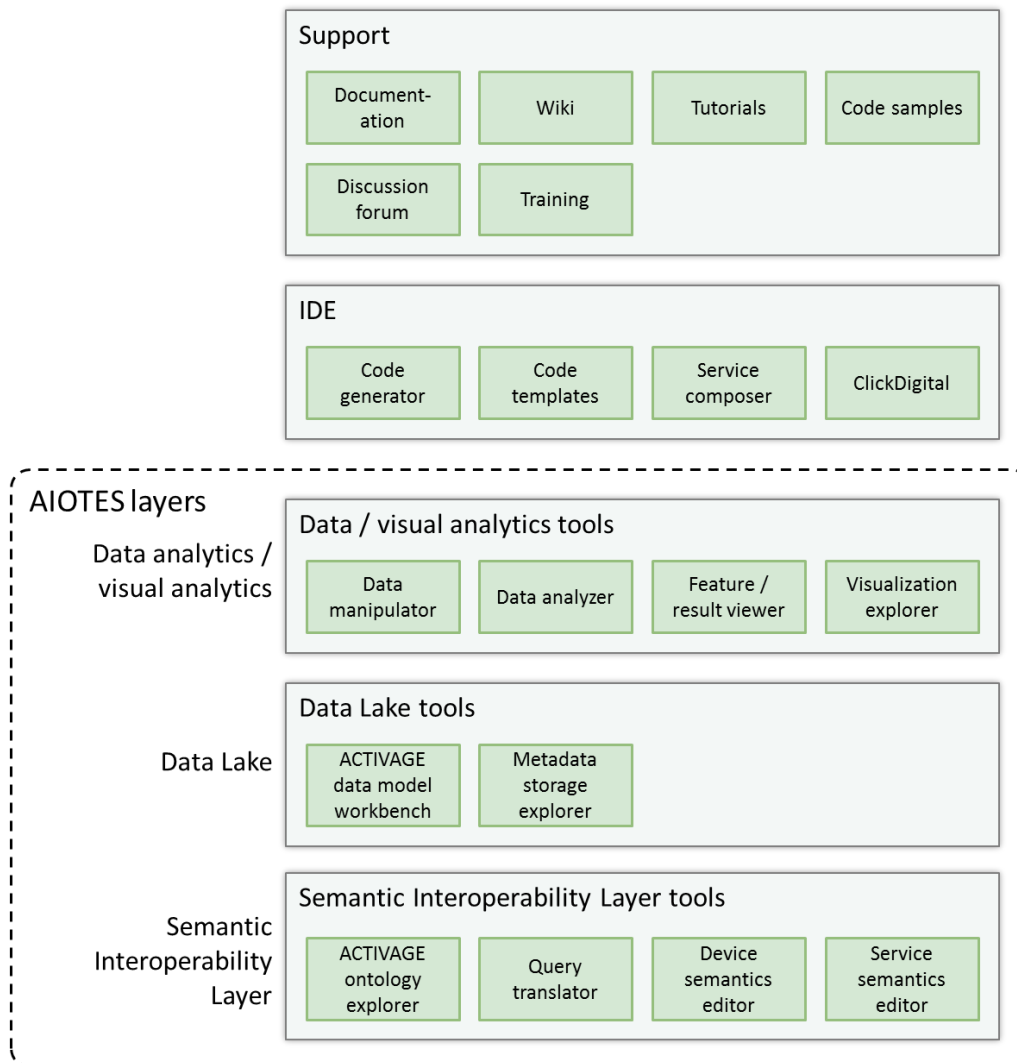 Support
Document-
ation
Wiki
Tutorials
Code samples
Discussion
forum
Training
IDE
Code
generator
Code
templates
Service
composer
ClickDigital
AIOTES layers
Data analytics /
visual analytics
Data / visual analytics tools
Data
manipulator
Data analyzer
Feature /
result viewer
Visualization
explorer
Data Lake
Data Lake tools
ACTIVAGE
data model
workbench
Metadata
storage
explorer
Semantic
Interoperability
Layer
Semantic Interoperability Layer tools
ACTIVAGE
ontology
explorer
Query
translator
Device
semantics
editor
Service
semantics
editor